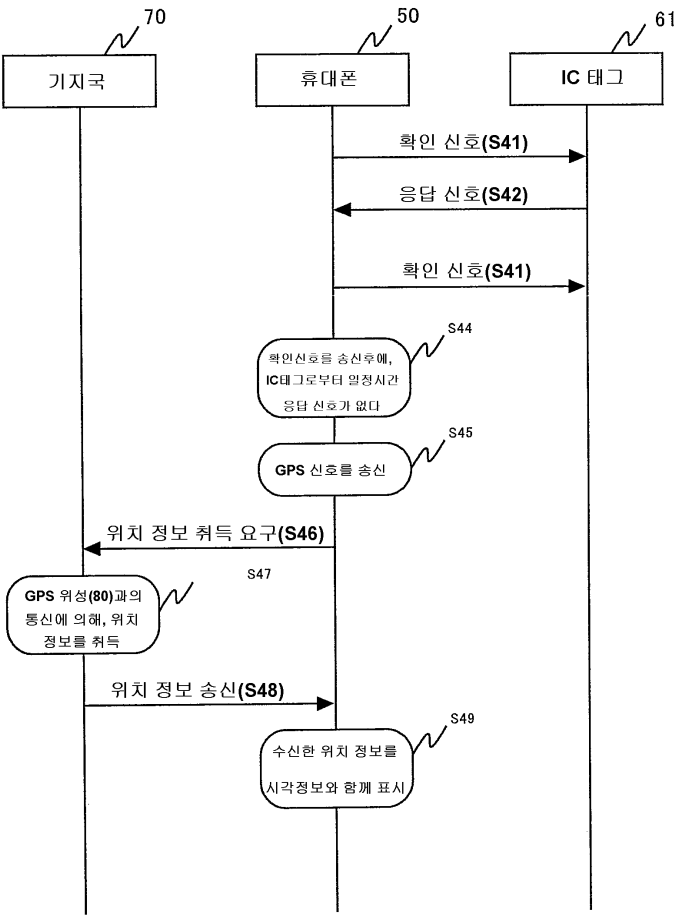 70
50
61
기지국
휴대폰
IC 태그
확인 신호(S41)
응답 신호(S42)
확인 신호(S41)
S44
확인신호를 송신후에,
IC태그로부터 일정시간
응답 신호가 없다
S45
GPS 신호를 송신
위치 정보 취득 요구(S46)
S47
GPS 위성(80)과의
통신에 의해, 위치
정보를 취득
위치 정보 송신(S48)
S49
수신한 위치 정보를
시각정보와 함께 표시